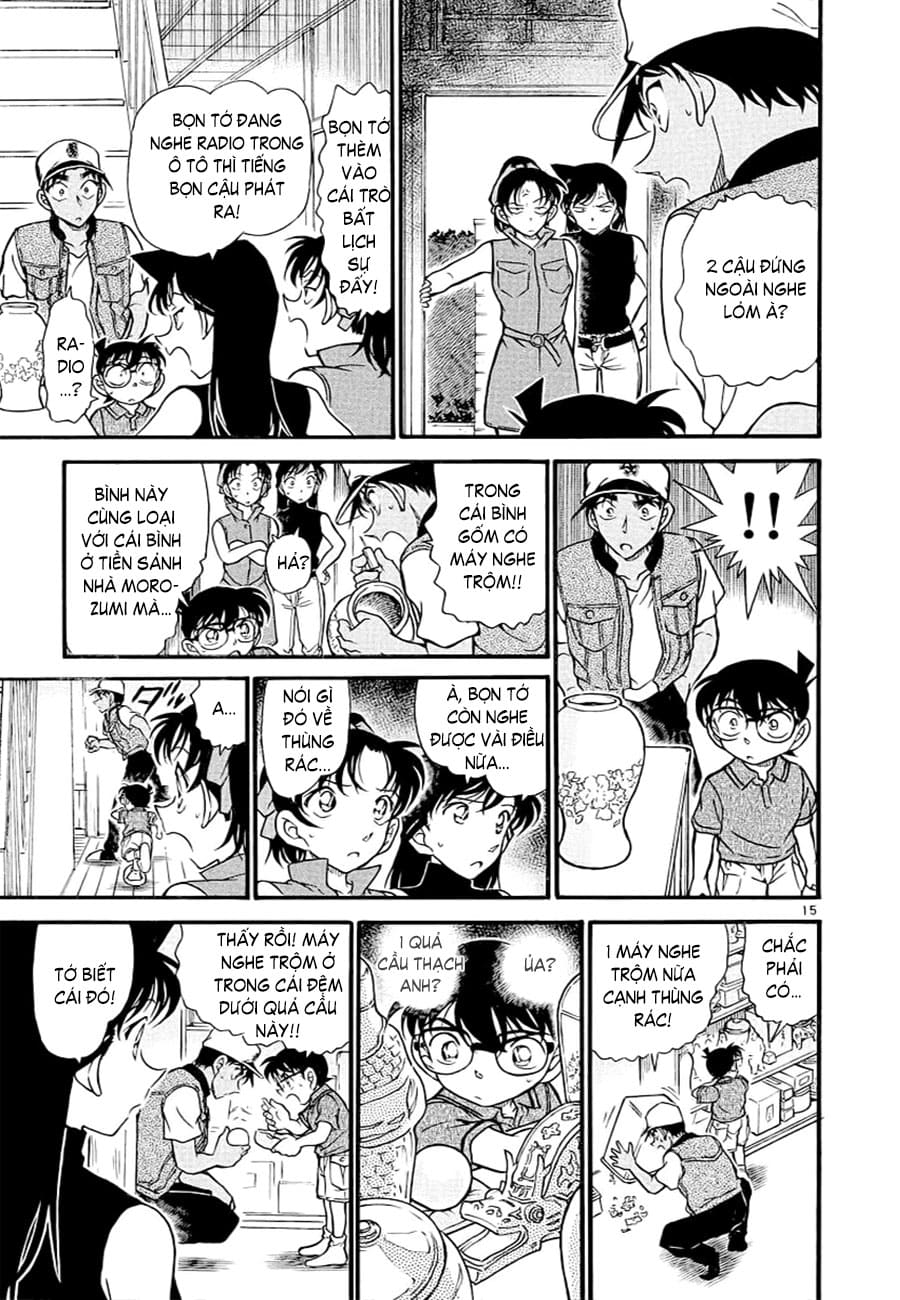 2 CẬU ĐỨNG
NGOÀI NGHE
LỎM À?
BỌN TỚ
THÈM
VÀO
CÁI TRÒ
BẤT
LỊCH
SỰ
ĐẤY!
BỌN TỚ ĐANG
NGHE RADIO TRONG
Ô TÔ THÌ TIẾNG
BỌN CẬU PHÁT
RA!
RA-
DIO
...?
!!
TRONG
CÁI BÌNH
GỐM CÓ
MÁY NGHE
TRỘM!!
HẢ?
BÌNH NÀY
CÙNG LOẠI
VỚI CÁI BÌNH
Ở TIỀN SẢNH
NHÀ MORO-
ZUMI MÀ...
À, BỌN TỚ
CÒN NGHE
ĐƯỢC VÀI ĐIỀU
NỮA...
NÓI GÌ
ĐÓ VỀ
THÙNG
RÁC...
A...
ダッ
15
CHẮC
PHẢI
CÓ...
1 MÁY NGHE
TRỘM NỮA
CẠNH THÙNG
RÁC!
ỦA?
1 QUẢ
CẦU THẠCH
ANH?
THẤY RỒI! MÁY
NGHE TRỘM Ở
TRONG CÁI ĐỆM
DƯỚI QUẢ CẦU
NÀY!!
TỚ BIẾT
CÁI ĐÓ!